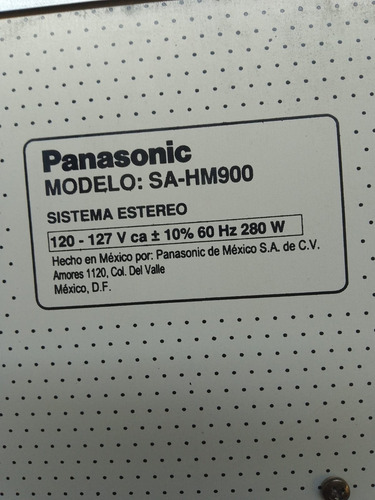 Panasonic
MODELO: SA-HM900
SISTEMA ESTEREO
120 - 127 V ca ± 10% 60 Hz 280 W
Hecho en México por: Panasonic de México S.A. de C.V.
Amores 1120, Col. Del Valle
México, D.F.